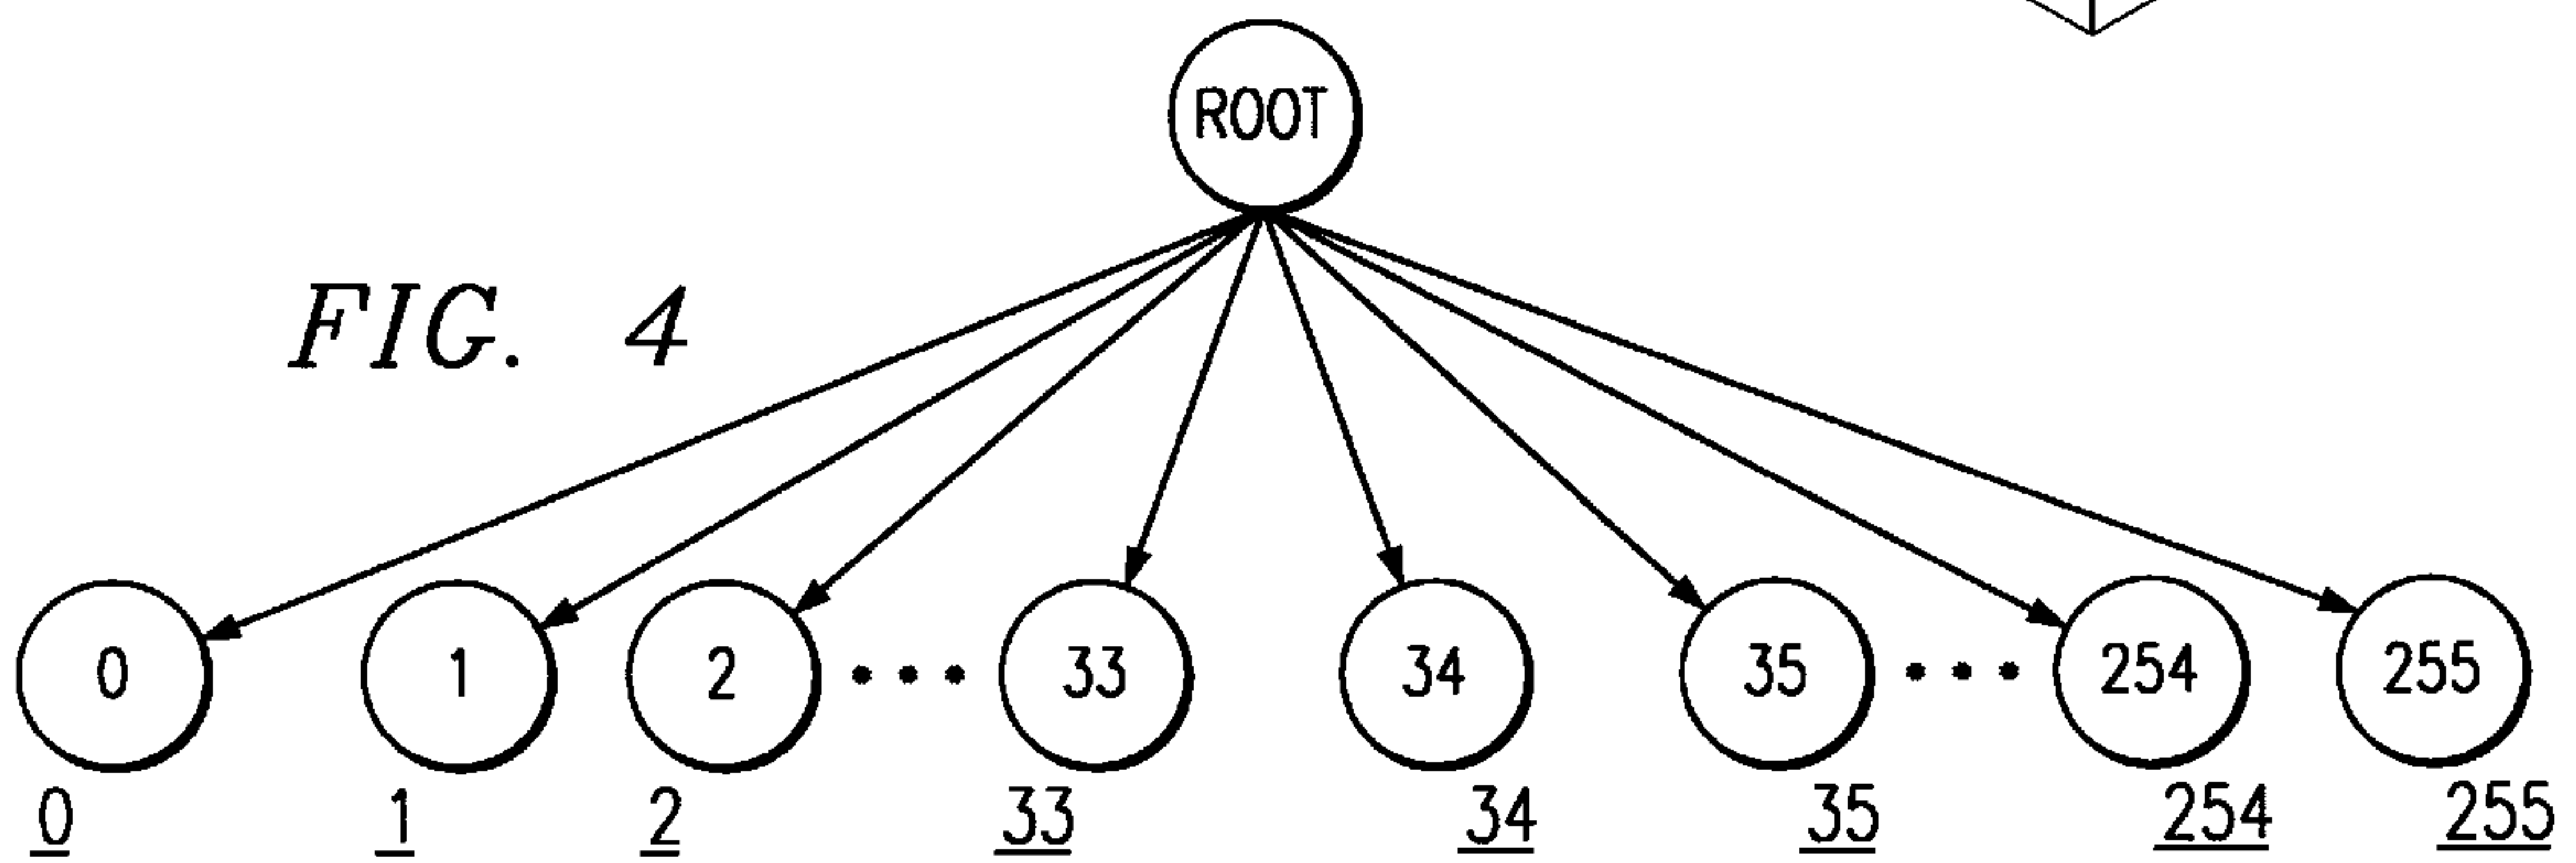 ROOT
FIG. 4
0 1 2 • • • 33 34 35 • • • 254 255
0 1 2 33 34 35 254 255